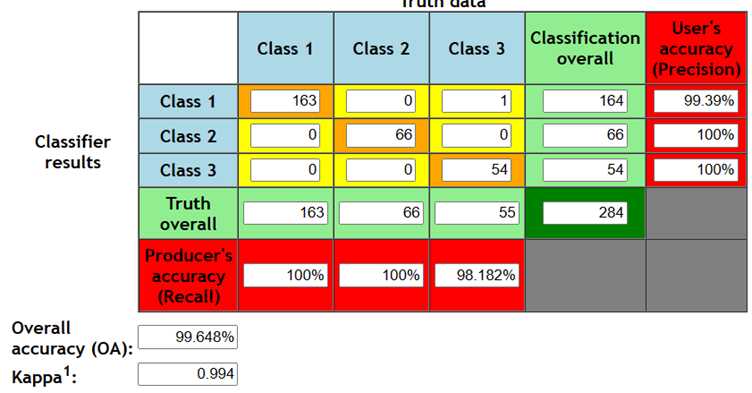 Truth data
Class 1 Class 2 Class 3 Classification overall User's accuracy (Precision)
Class 1 163 0 1 164 99.39%
Classifier results
Class 2 0 66 0 66 100%
Class 3 0 0 54 54 100%
Truth overall 163 66 55 284
Producer's accuracy (Recall) 100% 100% 98.182%
Overall accuracy (OA): 99.648%
Kappa1: 0.994